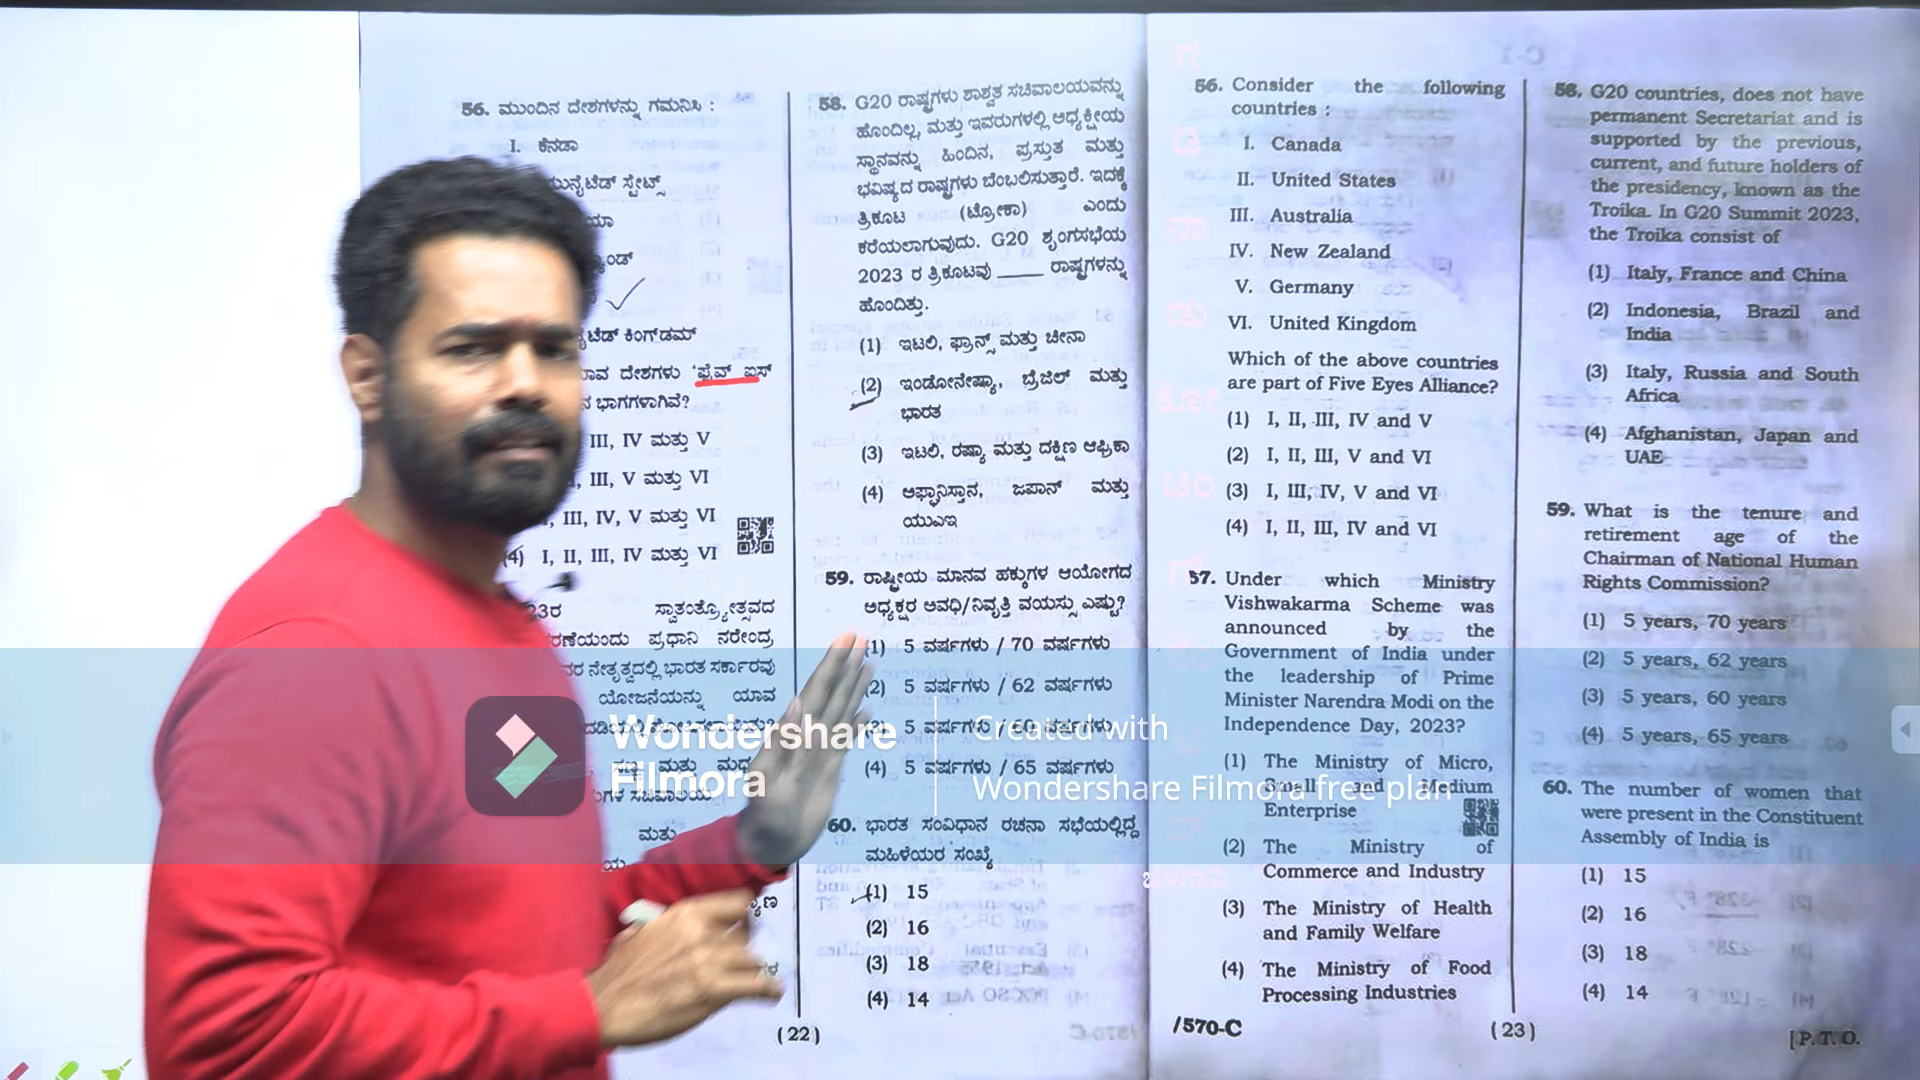 56. ಮುಂದಿನ ದೇಶಗಳನ್ನು ಗಮನಿಸಿ :
I. ಕೆನಡಾ
ಯುನೈಟೆಡ್ ಸ್ಟೇಟ್ಸ್
ಕಿಂಗ್‌ಡಮ್
ದೇಶಗಳು 'ಫೈವ್ ಐಸ್
ಭಾಗಗಳಾಗಿವೆ?
III, IV ಮತ್ತು V
III, V ಮತ್ತು VI
III, IV, V ಮತ್ತು VI
(4) I, II, III, IV ಮತ್ತು VI
ಸ್ವಾತಂತ್ರ್ಯೋತ್ಸವದ
ಪ್ರಧಾನಿ ನರೇಂದ್ರ
ನೇತೃತ್ವದಲ್ಲಿ ಭಾರತ ಸರ್ಕಾರವು
ಯೋಜನೆಯನ್ನು ಯಾವ
ಮತ್ತು
ಮತ್ತು
(22)
58. G20 ರಾಷ್ಟ್ರಗಳು ಶಾಶ್ವತ ಸಚಿವಾಲಯವನ್ನು
ಹೊಂದಿಲ್ಲ, ಮತ್ತು ಇವರುಗಳಲ್ಲಿ ಅಧ್ಯಕ್ಷೀಯ
ಸ್ಥಾನವನ್ನು ಹಿಂದಿನ, ಪ್ರಸ್ತುತ ಮತ್ತು
ಭವಿಷ್ಯದ ರಾಷ್ಟ್ರಗಳು ಬೆಂಬಲಿಸುತ್ತಾರೆ. ಇದಕ್ಕೆ
ತ್ರಿಕೂಟ (ಟ್ರೋಕಾ) ಎಂದು
ಕರೆಯಲಾಗುವುದು. G20 ಶೃಂಗಸಭೆಯ
2023 ರ ತ್ರಿಕೂಟವು ____ ರಾಷ್ಟ್ರಗಳನ್ನು
ಹೊಂದಿತ್ತು.
(1) ಇಟಲಿ, ಫ್ರಾನ್ಸ್ ಮತ್ತು ಚೀನಾ
(2) ಇಂಡೋನೇಷ್ಯಾ, ಬ್ರೆಜಿಲ್ ಮತ್ತು
ಭಾರತ
(3) ಇಟಲಿ, ರಷ್ಯಾ ಮತ್ತು ದಕ್ಷಿಣ ಆಫ್ರಿಕಾ
(4) ಅಫ್ಘಾನಿಸ್ತಾನ, ಜಪಾನ್ ಮತ್ತು
ಯುಎಇ
59. ರಾಷ್ಟ್ರೀಯ ಮಾನವ ಹಕ್ಕುಗಳ ಆಯೋಗದ
ಅಧ್ಯಕ್ಷರ ಅವಧಿ/ನಿವೃತ್ತಿ ವಯಸ್ಸು ಎಷ್ಟು?
(1) 5 ವರ್ಷಗಳು / 70 ವರ್ಷಗಳು
(2) 5 ವರ್ಷಗಳು / 62 ವರ್ಷಗಳು
(3) 5 ವರ್ಷಗಳು / 60 ವರ್ಷಗಳು
(4) 5 ವರ್ಷಗಳು / 65 ವರ್ಷಗಳು
60. ಭಾರತ ಸಂವಿಧಾನ ರಚನಾ ಸಭೆಯಲ್ಲಿದ್ದ
ಮಹಿಳೆಯರ ಸಂಖ್ಯೆ
(1) 15
(2) 16
(3) 18
(4) 14
56. Consider the following
countries :
I. Canada
II. United States
III. Australia
IV. New Zealand
V. Germany
VI. United Kingdom
Which of the above countries
are part of Five Eyes Alliance?
(1) I, II, III, IV and V
(2) I, II, III, V and VI
(3) I, III, IV, V and VI
(4) I, II, III, IV and VI
57. Under which Ministry
Vishwakarma Scheme was
announced by the
Government of India under
the leadership of Prime
Minister Narendra Modi on the
Independence Day, 2023?
(1) The Ministry of Micro,
Small and Medium
Enterprise
(2) The Ministry of
Commerce and Industry
(3) The Ministry of Health
and Family Welfare
(4) The Ministry of Food
Processing Industries
/570-C
(23)
58. G20 countries, does not have
permanent Secretariat and is
supported by the previous,
current, and future holders of
the presidency, known as the
Troika. In G20 Summit 2023,
the Troika consist of
(1) Italy, France and China
(2) Indonesia, Brazil and
India
(3) Italy, Russia and South
Africa
(4) Afghanistan, Japan and
UAE
59. What is the tenure and
retirement age of the
Chairman of National Human
Rights Commission?
(1) 5 years, 70 years
(2) 5 years, 62 years
(3) 5 years, 60 years
(4) 5 years, 65 years
60. The number of women that
were present in the Constituent
Assembly of India is
(1) 15
(2) 16
(3) 18
(4) 14
[P.T.O.
Wondershare
Filmora
Created with
Wondershare Filmora free plan